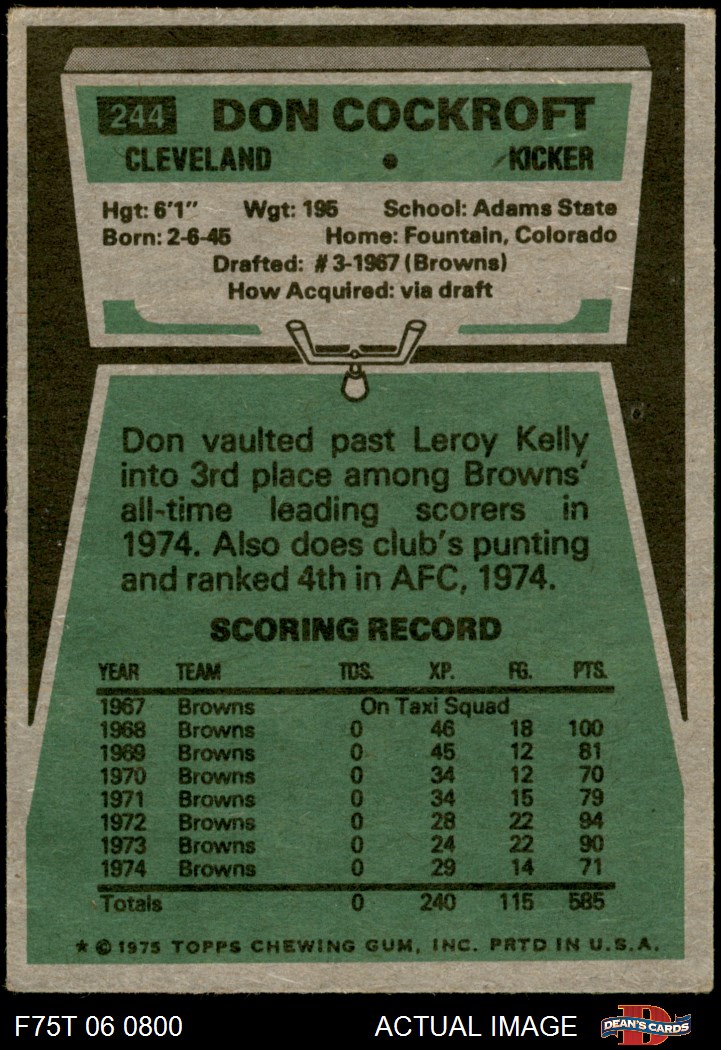 244 DON COCKROFT
CLEVELAND • KICKER
Hgt: 6'1" Wgt: 195 School: Adams State
Born: 2-6-45 Home: Fountain, Colorado
Drafted: #3-1967 (Browns)
How Acquired: via draft
Don vaulted past Leroy Kelly
into 3rd place among Browns'
all-time leading scorers in
1974. Also does club's punting
and ranked 4th in AFC, 1974.
SCORING RECORD
YEAR TEAM TDS. XP. FG. PTS.
1967 Browns On Taxi Squad
1968 Browns 0 46 18 100
1969 Browns 0 45 12 81
1970 Browns 0 34 12 70
1971 Browns 0 34 15 79
1972 Browns 0 28 22 94
1973 Browns 0 24 22 90
1974 Browns 0 29 14 71
Totals 0 240 115 585
* © 1975 TOPPS CHEWING GUM, INC. PRTD IN U.S.A.
F75T 06 0800 ACTUAL IMAGE D DEAN'S CARDS